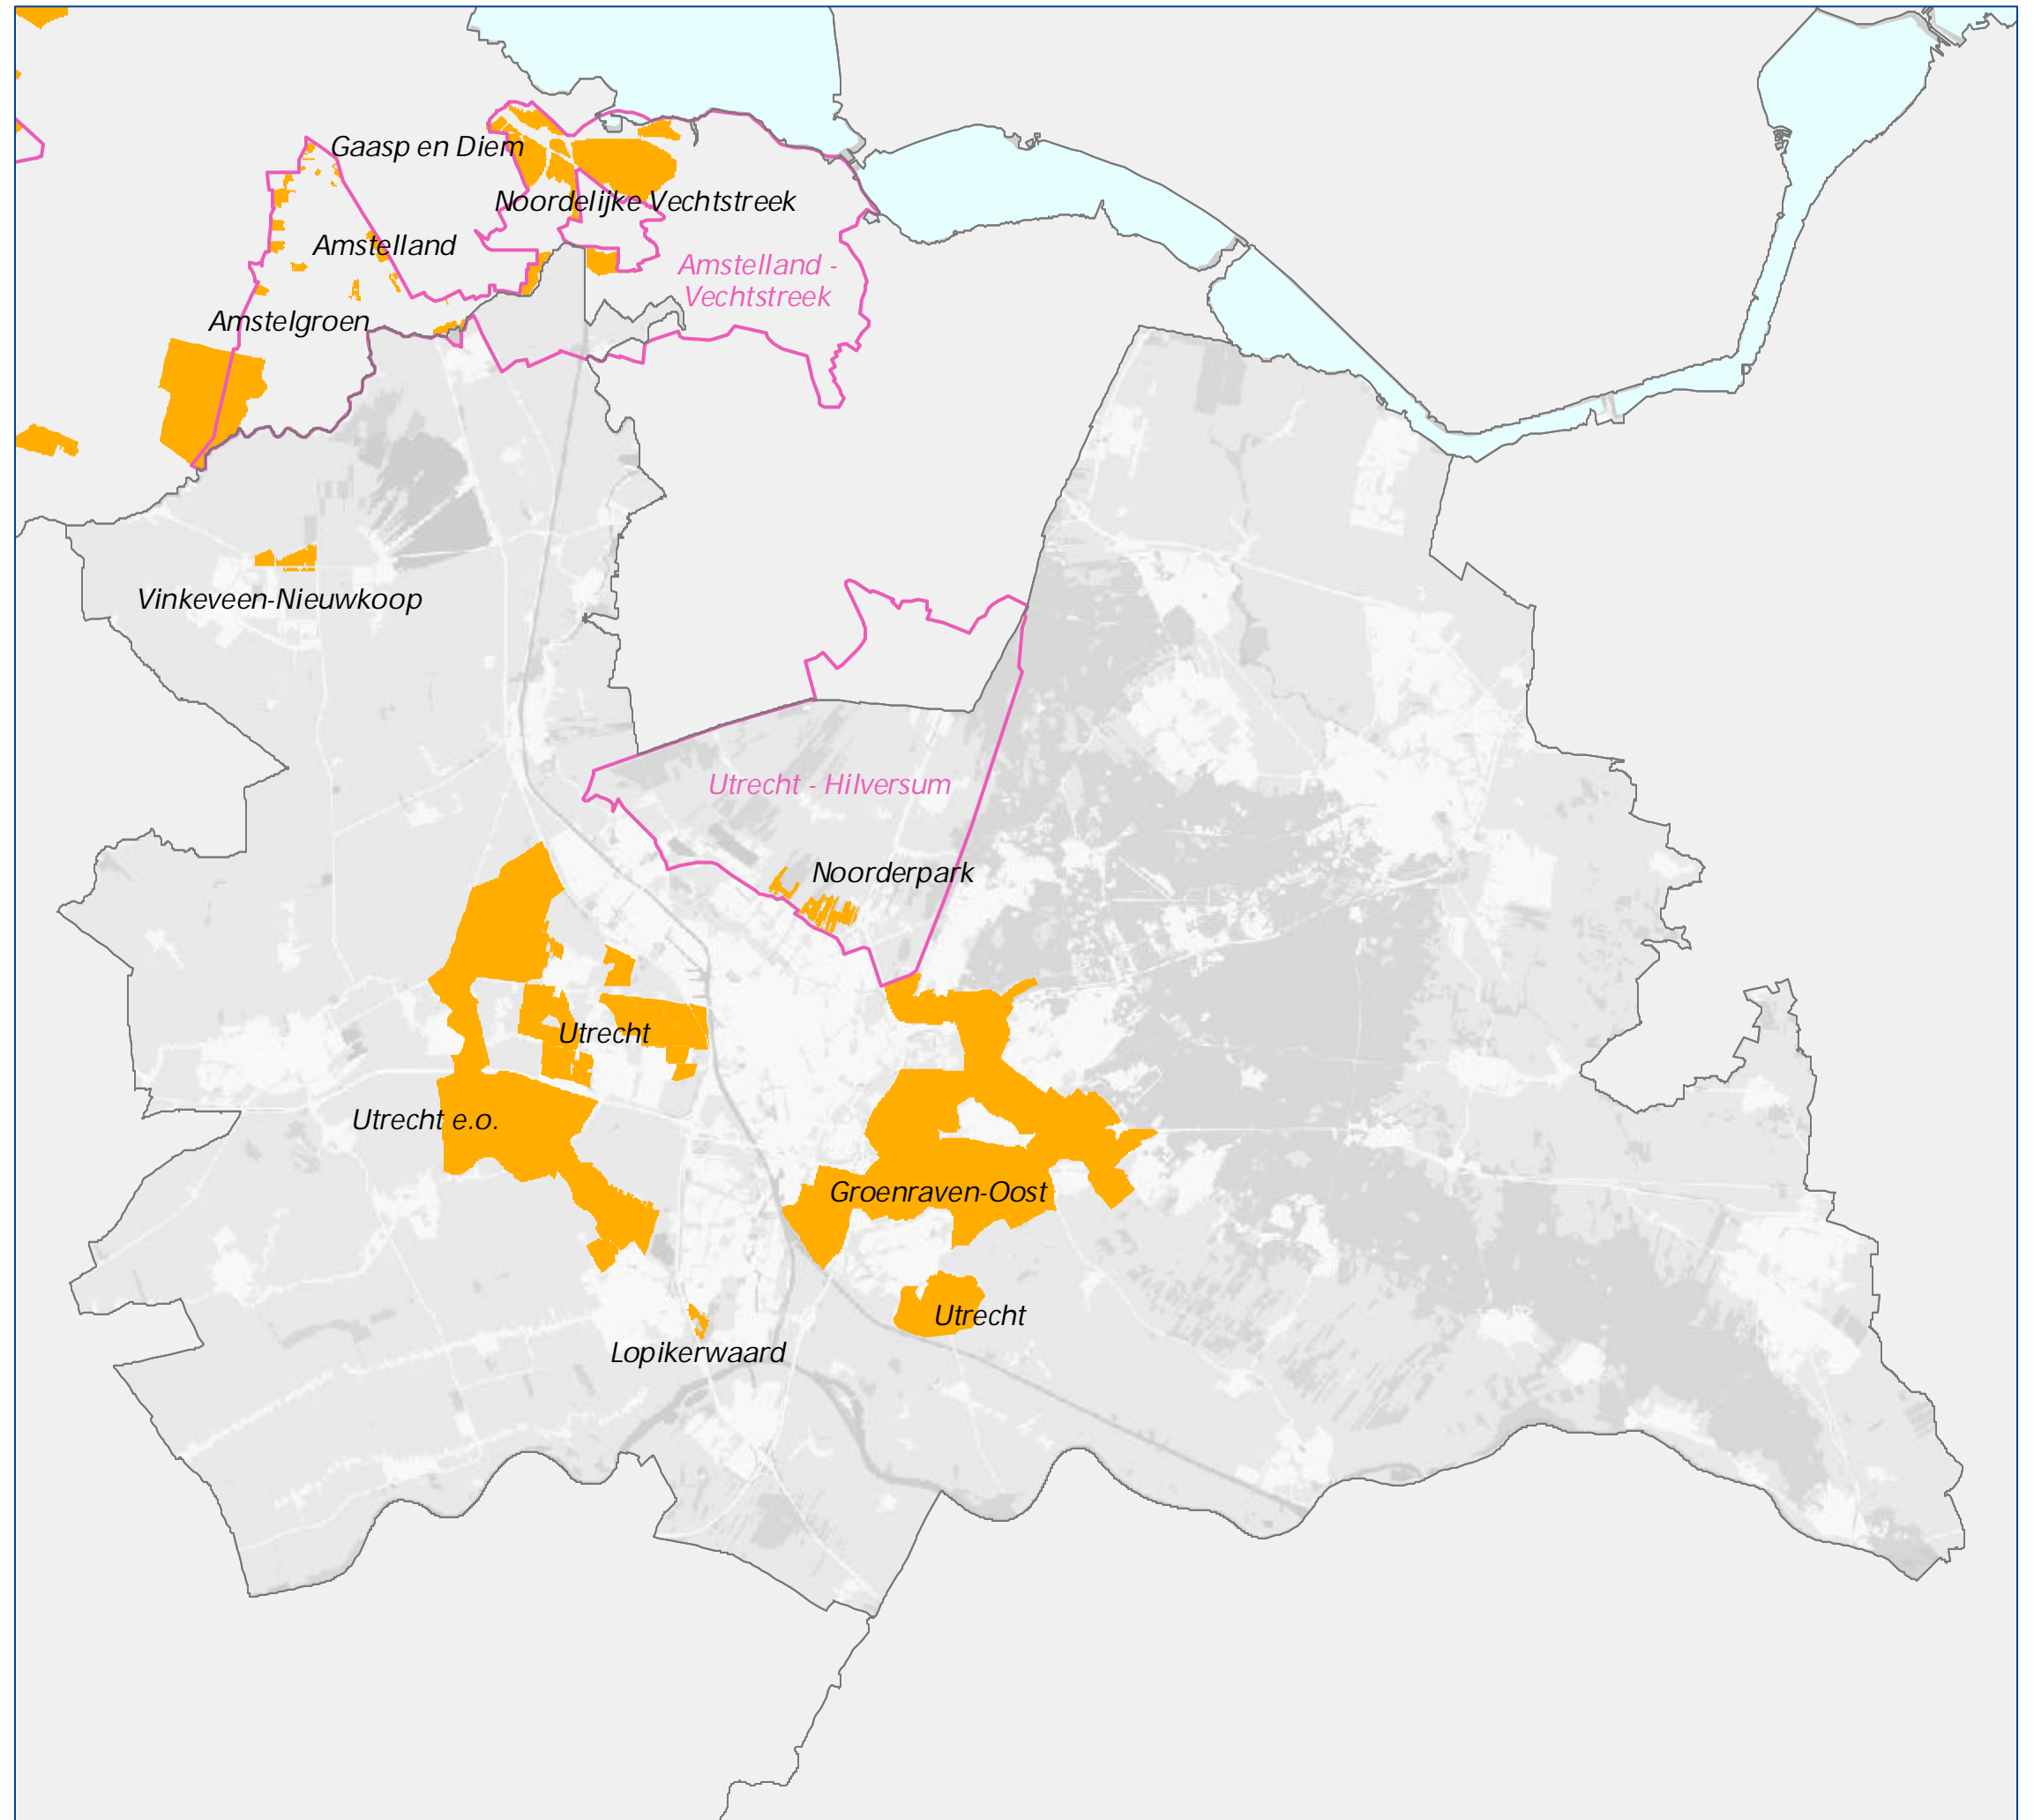 Gaasp en Diem
Noordelijke Vechtstreek
Amstelland
Amstelland -
Vechtstreek
Amstelgroen
Vinkeveen-Nieuwkoop
Utrecht - Hilversum
Noorderpark
Utrecht
Utrecht e.o.
Groenraven-Oost
Utrecht
Lopikerwaard